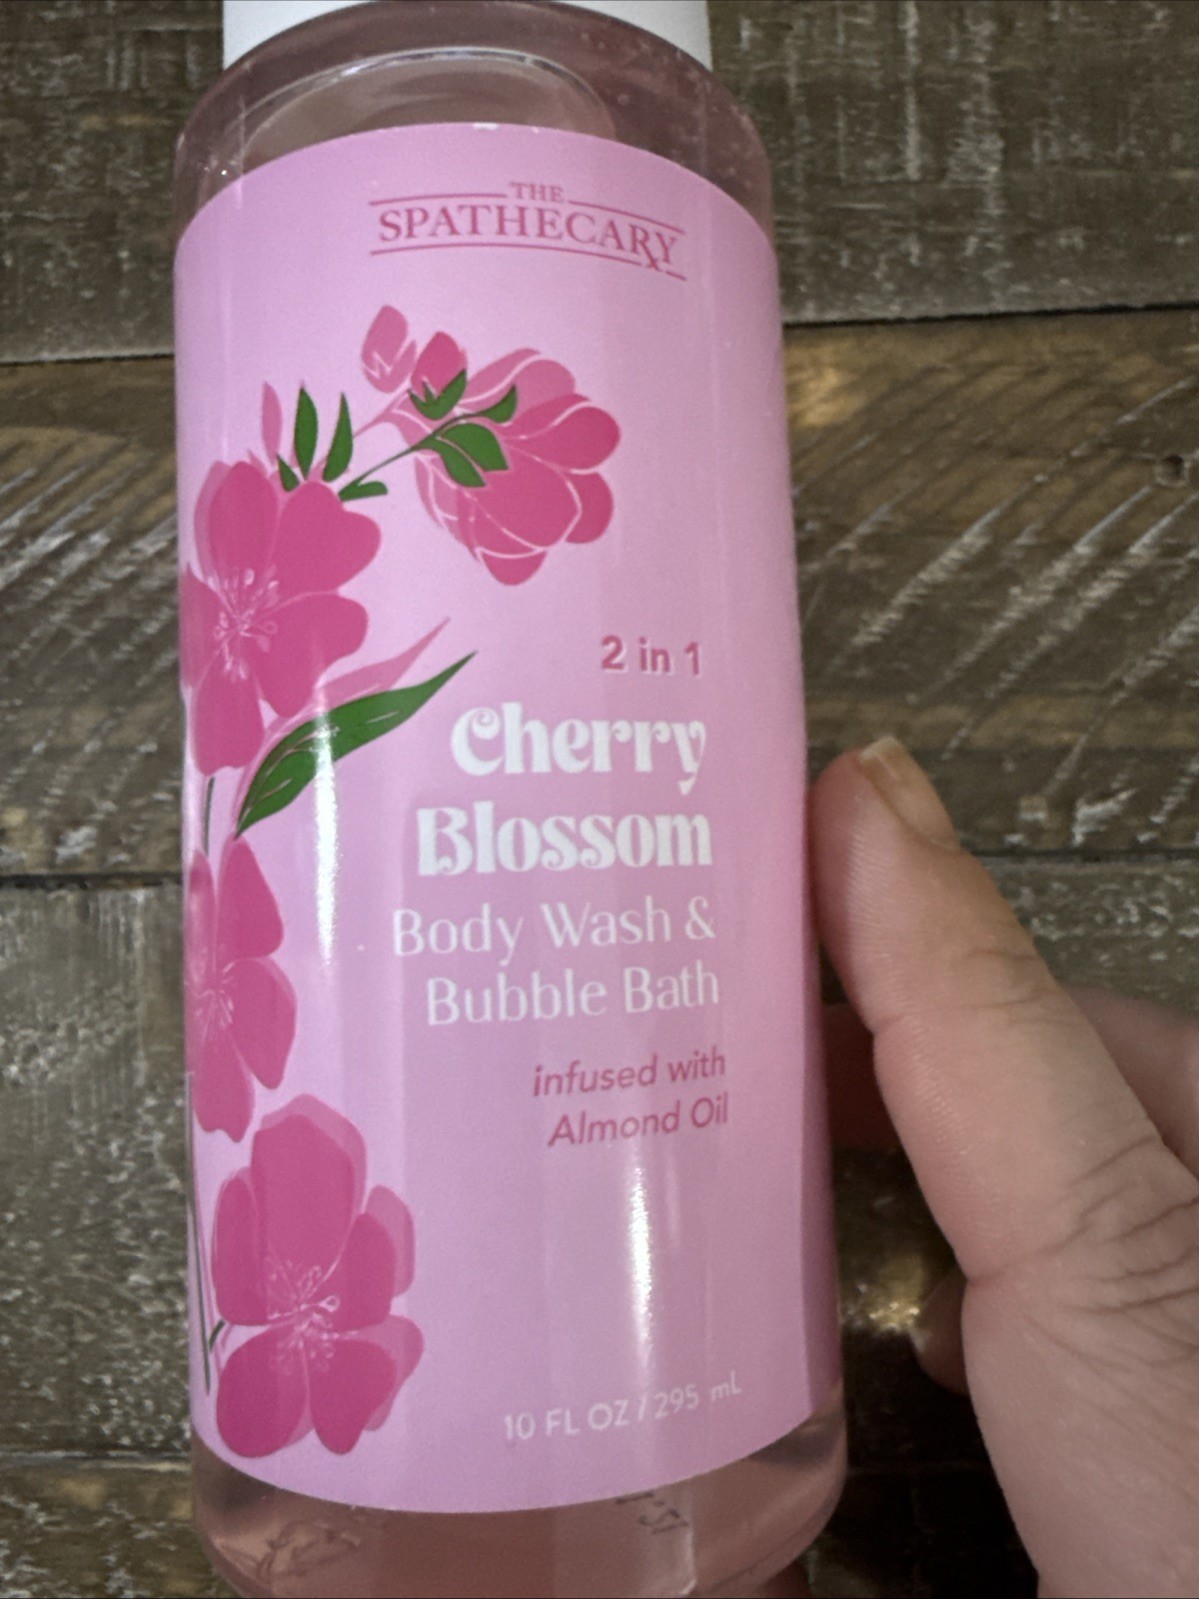 THE
SPATHECARY
2 in 1
Cherry
Blossom
Body Wash &
Bubble Bath
infused with
Almond Oil
10 FL OZ / 295 mL